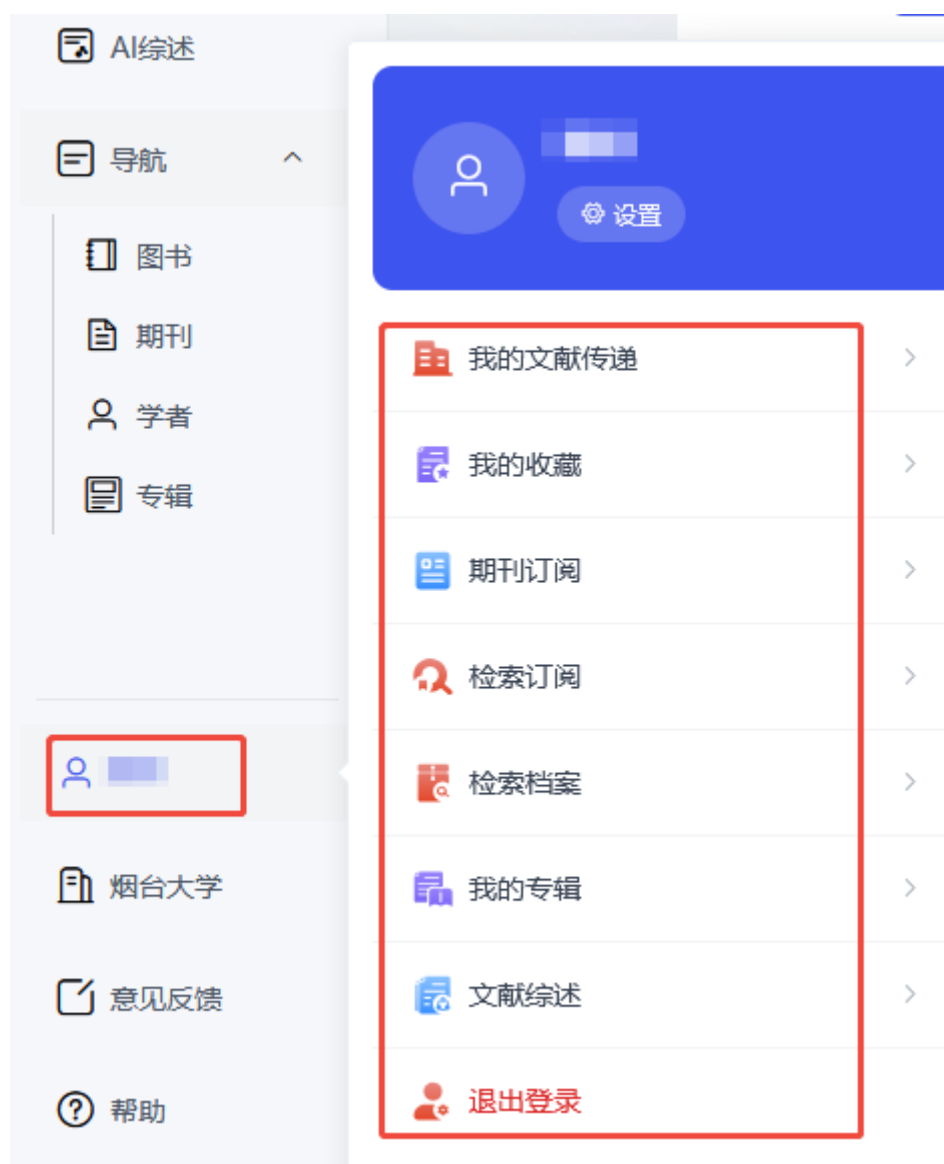 AI综述
导航
图书
期刊
学者
专辑
烟台大学
意见反馈
帮助
设置
我的文献传递
我的收藏
期刊订阅
检索订阅
检索档案
我的专辑
文献综述
退出登录